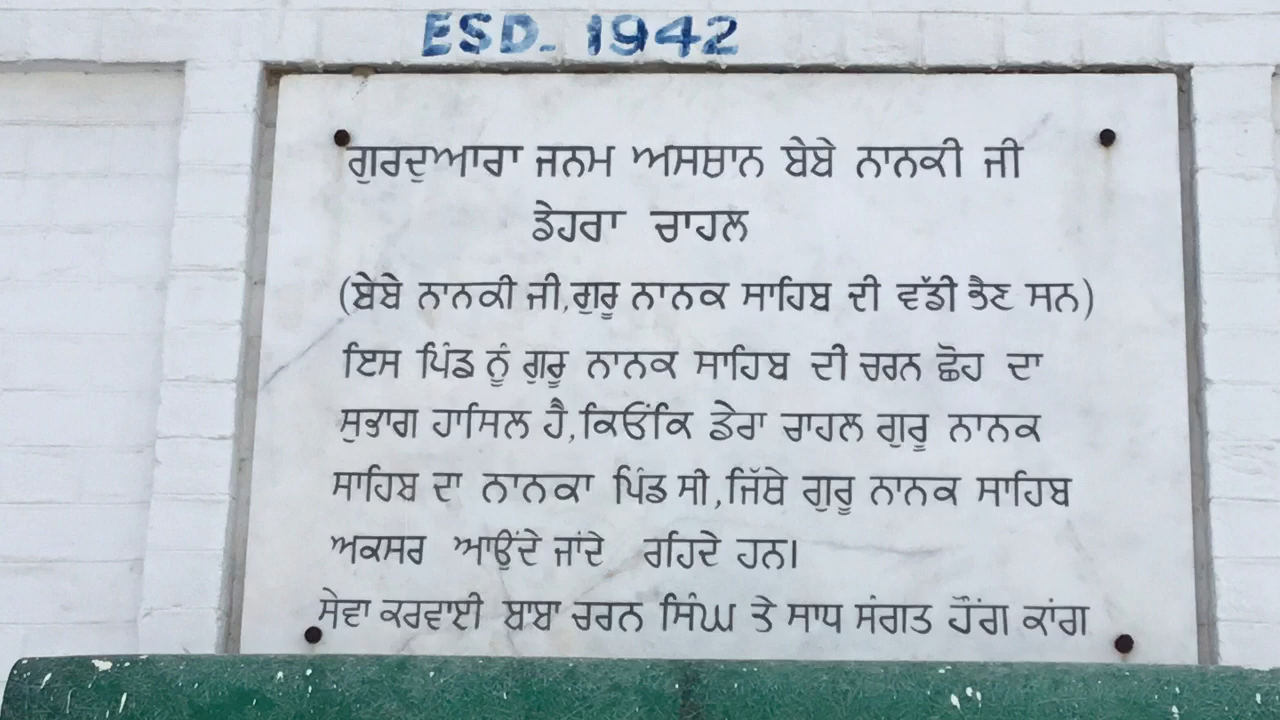 ESD_ 1942
ਗੁਰਦੁਆਰਾ ਜਨਮ ਅਸਥਾਨ ਬੇਬੇ ਨਾਨਕੀ ਜੀ
ਡੇਹਰਾ ਚਾਹਲ
(ਬੇਬੇ ਨਾਨਕੀ ਜੀ,ਗੁਰੂ ਨਾਨਕ ਸਾਹਿਬ ਦੀ ਵੱਡੀ ਭੈਣ ਸਨ)
ਇਸ ਪਿੰਡ ਨੂੰ ਗੁਰੂ ਨਾਨਕ ਸਾਹਿਬ ਦੀ ਚਰਨ ਛੋਹ ਦਾ
ਸੁਭਾਗ ਹਾਸਿਲ ਹੈ,ਕਿਓਂਕਿ ਡੇਰਾ ਚਾਹਲ ਗੁਰੂ ਨਾਨਕ
ਸਾਹਿਬ ਦਾ ਨਾਨਕਾ ਪਿੰਡ ਸੀ,ਜਿੱਥੇ ਗੁਰੂ ਨਾਨਕ ਸਾਹਿਬ
ਅਕਸਰ ਆਉਂਦੇ ਜਾਂਦੇ ਰਹਿਦੇ ਹਨ।
ਸੇਵਾ ਕਰਵਾਈ ਬਾਬਾ ਚਰਨ ਸਿੰਘ ਤੇ ਸਾਧ ਸੰਗਤ ਹੌਂਗ ਕਾਂਗ